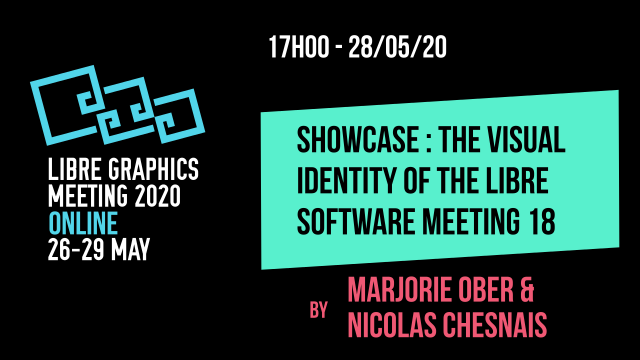 17H00 - 28/05/20
LIBRE GRAPHICS
MEETING 2020
ONLINE
26-29 MAY
SHOWCASE : THE VISUAL
IDENTITY OF THE LIBRE
SOFTWARE MEETING 18
BY
MARJORIE OBER &
NICOLAS CHESNAIS